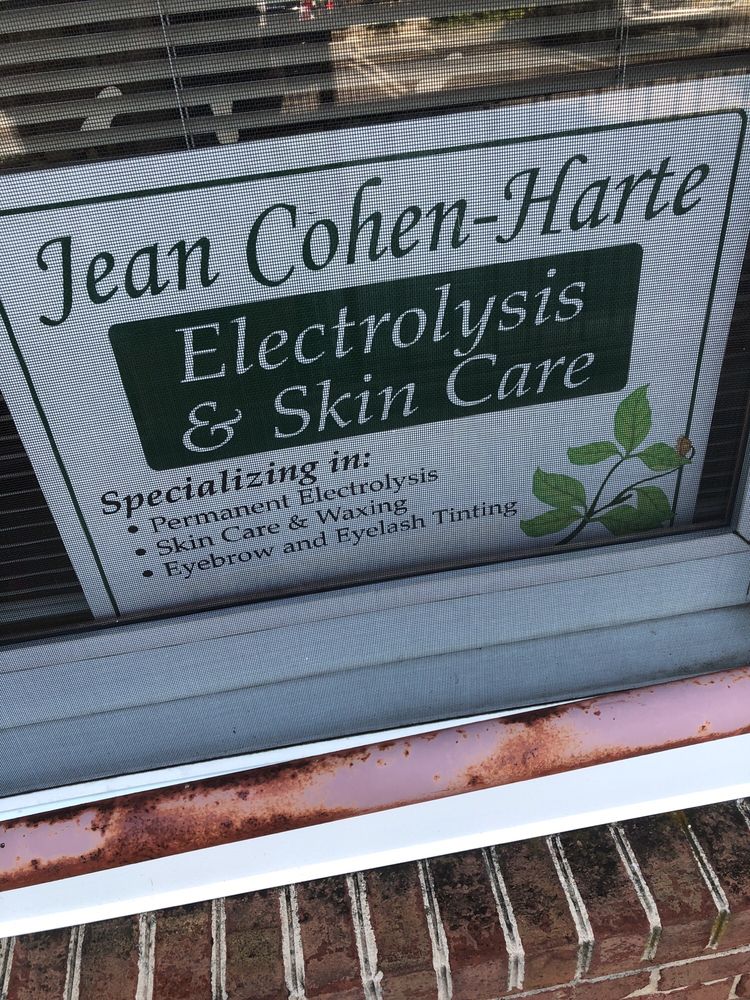 Jean Cohen-Harte
Electrolysis
& Skin Care
Specializing in:
• Permanent Electrolysis
• Skin Care & Waxing
• Eyebrow and Eyelash Tinting